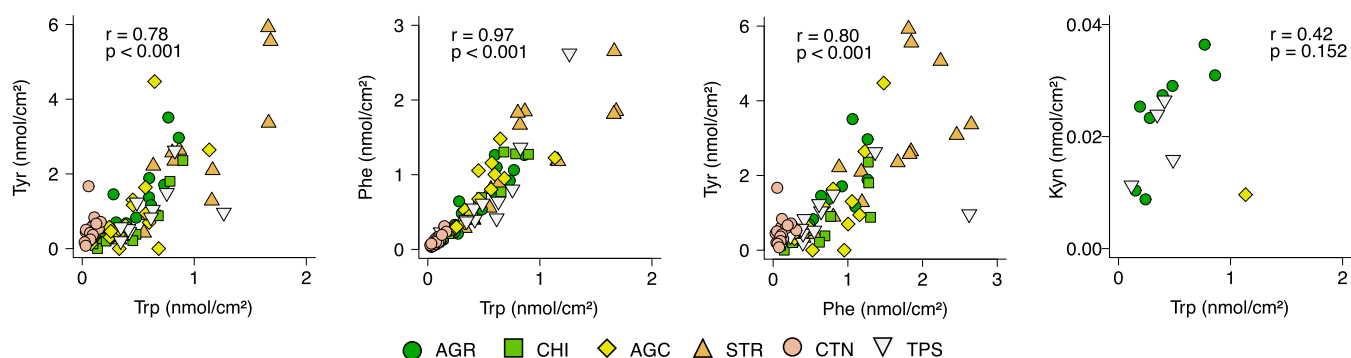 r = 0.78
p < 0.001
Tyr (nmol/cm²)
0
2
4
6
0
1
2
Trp (nmol/cm²)
r = 0.97
p < 0.001
Phe (nmol/cm²)
0
1
2
3
0
1
2
Trp (nmol/cm²)
r = 0.80
p < 0.001
Tyr (nmol/cm²)
0
2
4
6
0
1
2
3
Phe (nmol/cm²)
r = 0.42
p = 0.152
Kyn (nmol/cm²)
0.00
0.02
0.04
0
1
2
Trp (nmol/cm²)
AGR CHI AGC STR CTN TPS